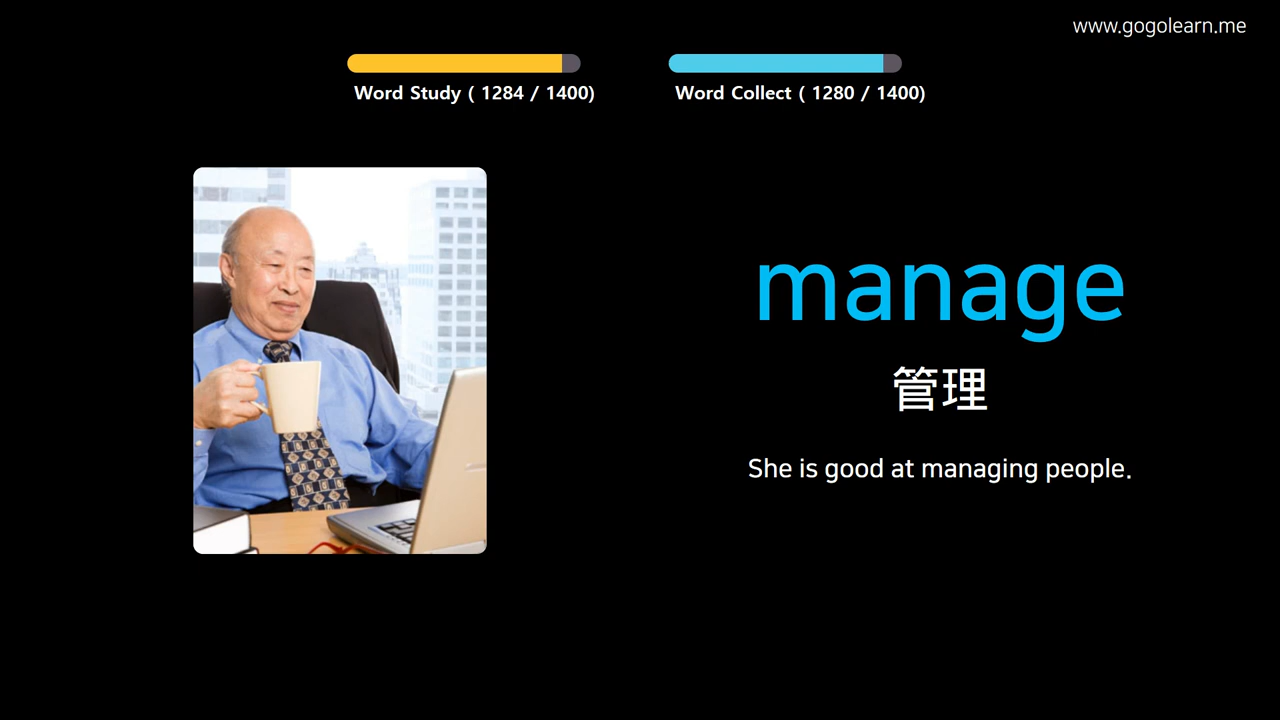 www.gogolearn.me
Word Study ( 1284 / 1400)
Word Collect ( 1280 / 1400)
manage
管理
She is good at managing people.